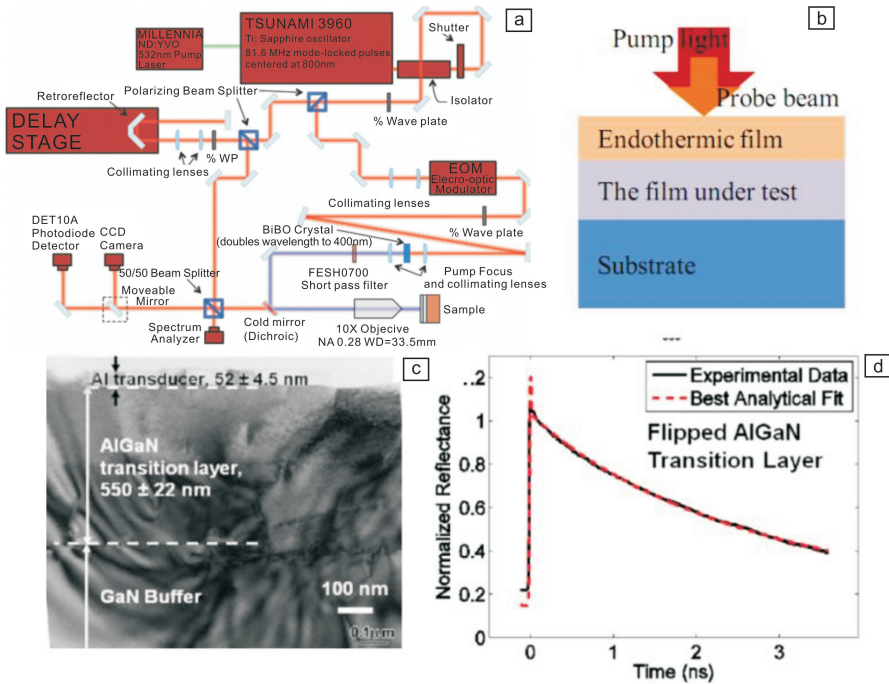 a
MILLENNIA
ND:YVO
532nm Pump
Laser
TSUNAMI 3960
Ti: Sapphire oscillator
81.6 MHz mode-locked pulses
centered at 800nm
Shutter
Isolator
Polarizing Beam Splitter
Retroreflector
DELAY
STAGE
% Wave plate
% WP
Collimating lenses
EOM
Elecro-optic
Modulator
Collimating lenses
% Wave plate
DET10A
Photodiode
Detector
CCD
Camera
BiBO Crystal
(doubles wavelength to 400nm)
50/50 Beam Splitter
Moveable
Mirror
FESH0700
Short pass filter
Pump Focus
and collimating lenses
Spectrum
Analyzer
Cold mirror
(Dichroic)
10X Objecive
NA 0.28 WD=33.5mm
Sample
b
Pump light
Probe beam
Endothermic film
The film under test
Substrate
c
Al transducer, 52 ± 4.5 nm
AlGaN
transition layer,
550 ± 22 nm
GaN Buffer
100 nm
0.1μm
d
Normalized Reflectance
.2
1
0.8
0.6
0.4
0.2
0
Experimental Data
Best Analytical Fit
Flipped AlGaN
Transition Layer
0 1 2 3
Time (ns)